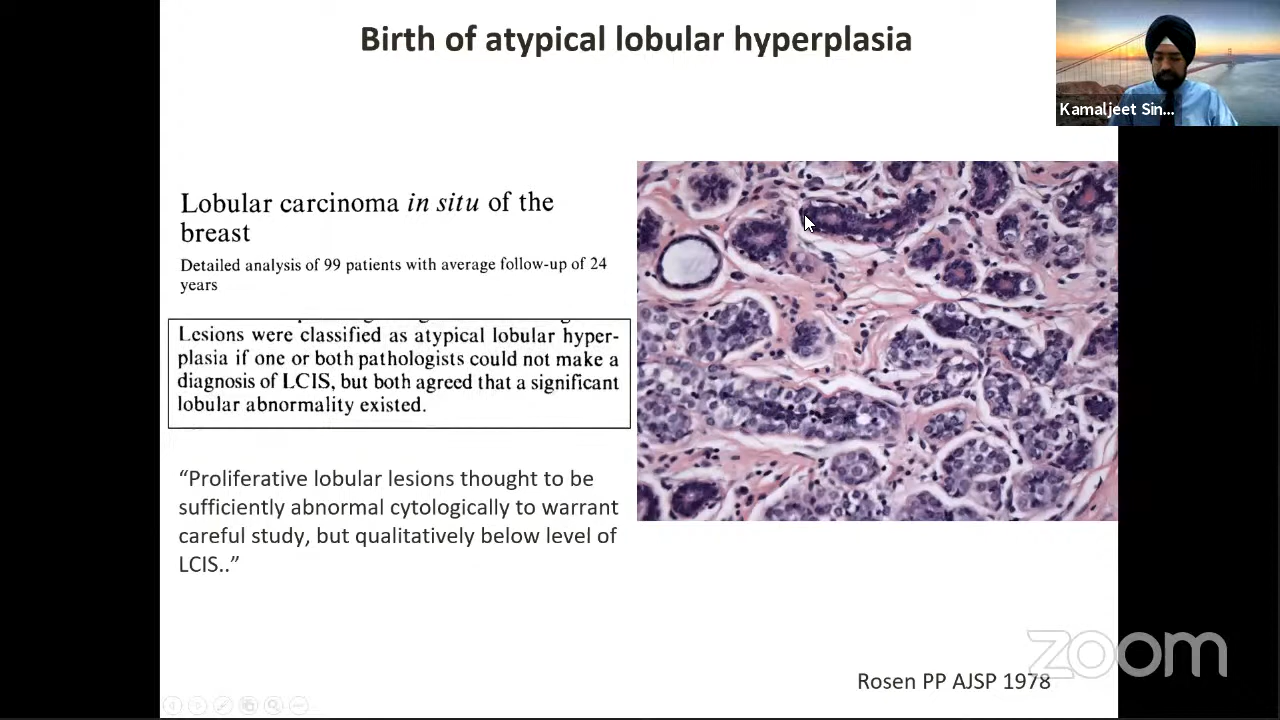 Birth of atypical lobular hyperplasia
Kamaljeet Sin...
Lobular carcinoma in situ of the
breast
Detailed analysis of 99 patients with average follow-up of 24
years
Lesions were classified as atypical lobular hyper-
plasia if one or both pathologists could not make a
diagnosis of LCIS, but both agreed that a significant
lobular abnormality existed.
“Proliferative lobular lesions thought to be
sufficiently abnormal cytologically to warrant
careful study, but qualitatively below level of
LCIS..”
zoom
Rosen PP AJSP 1978